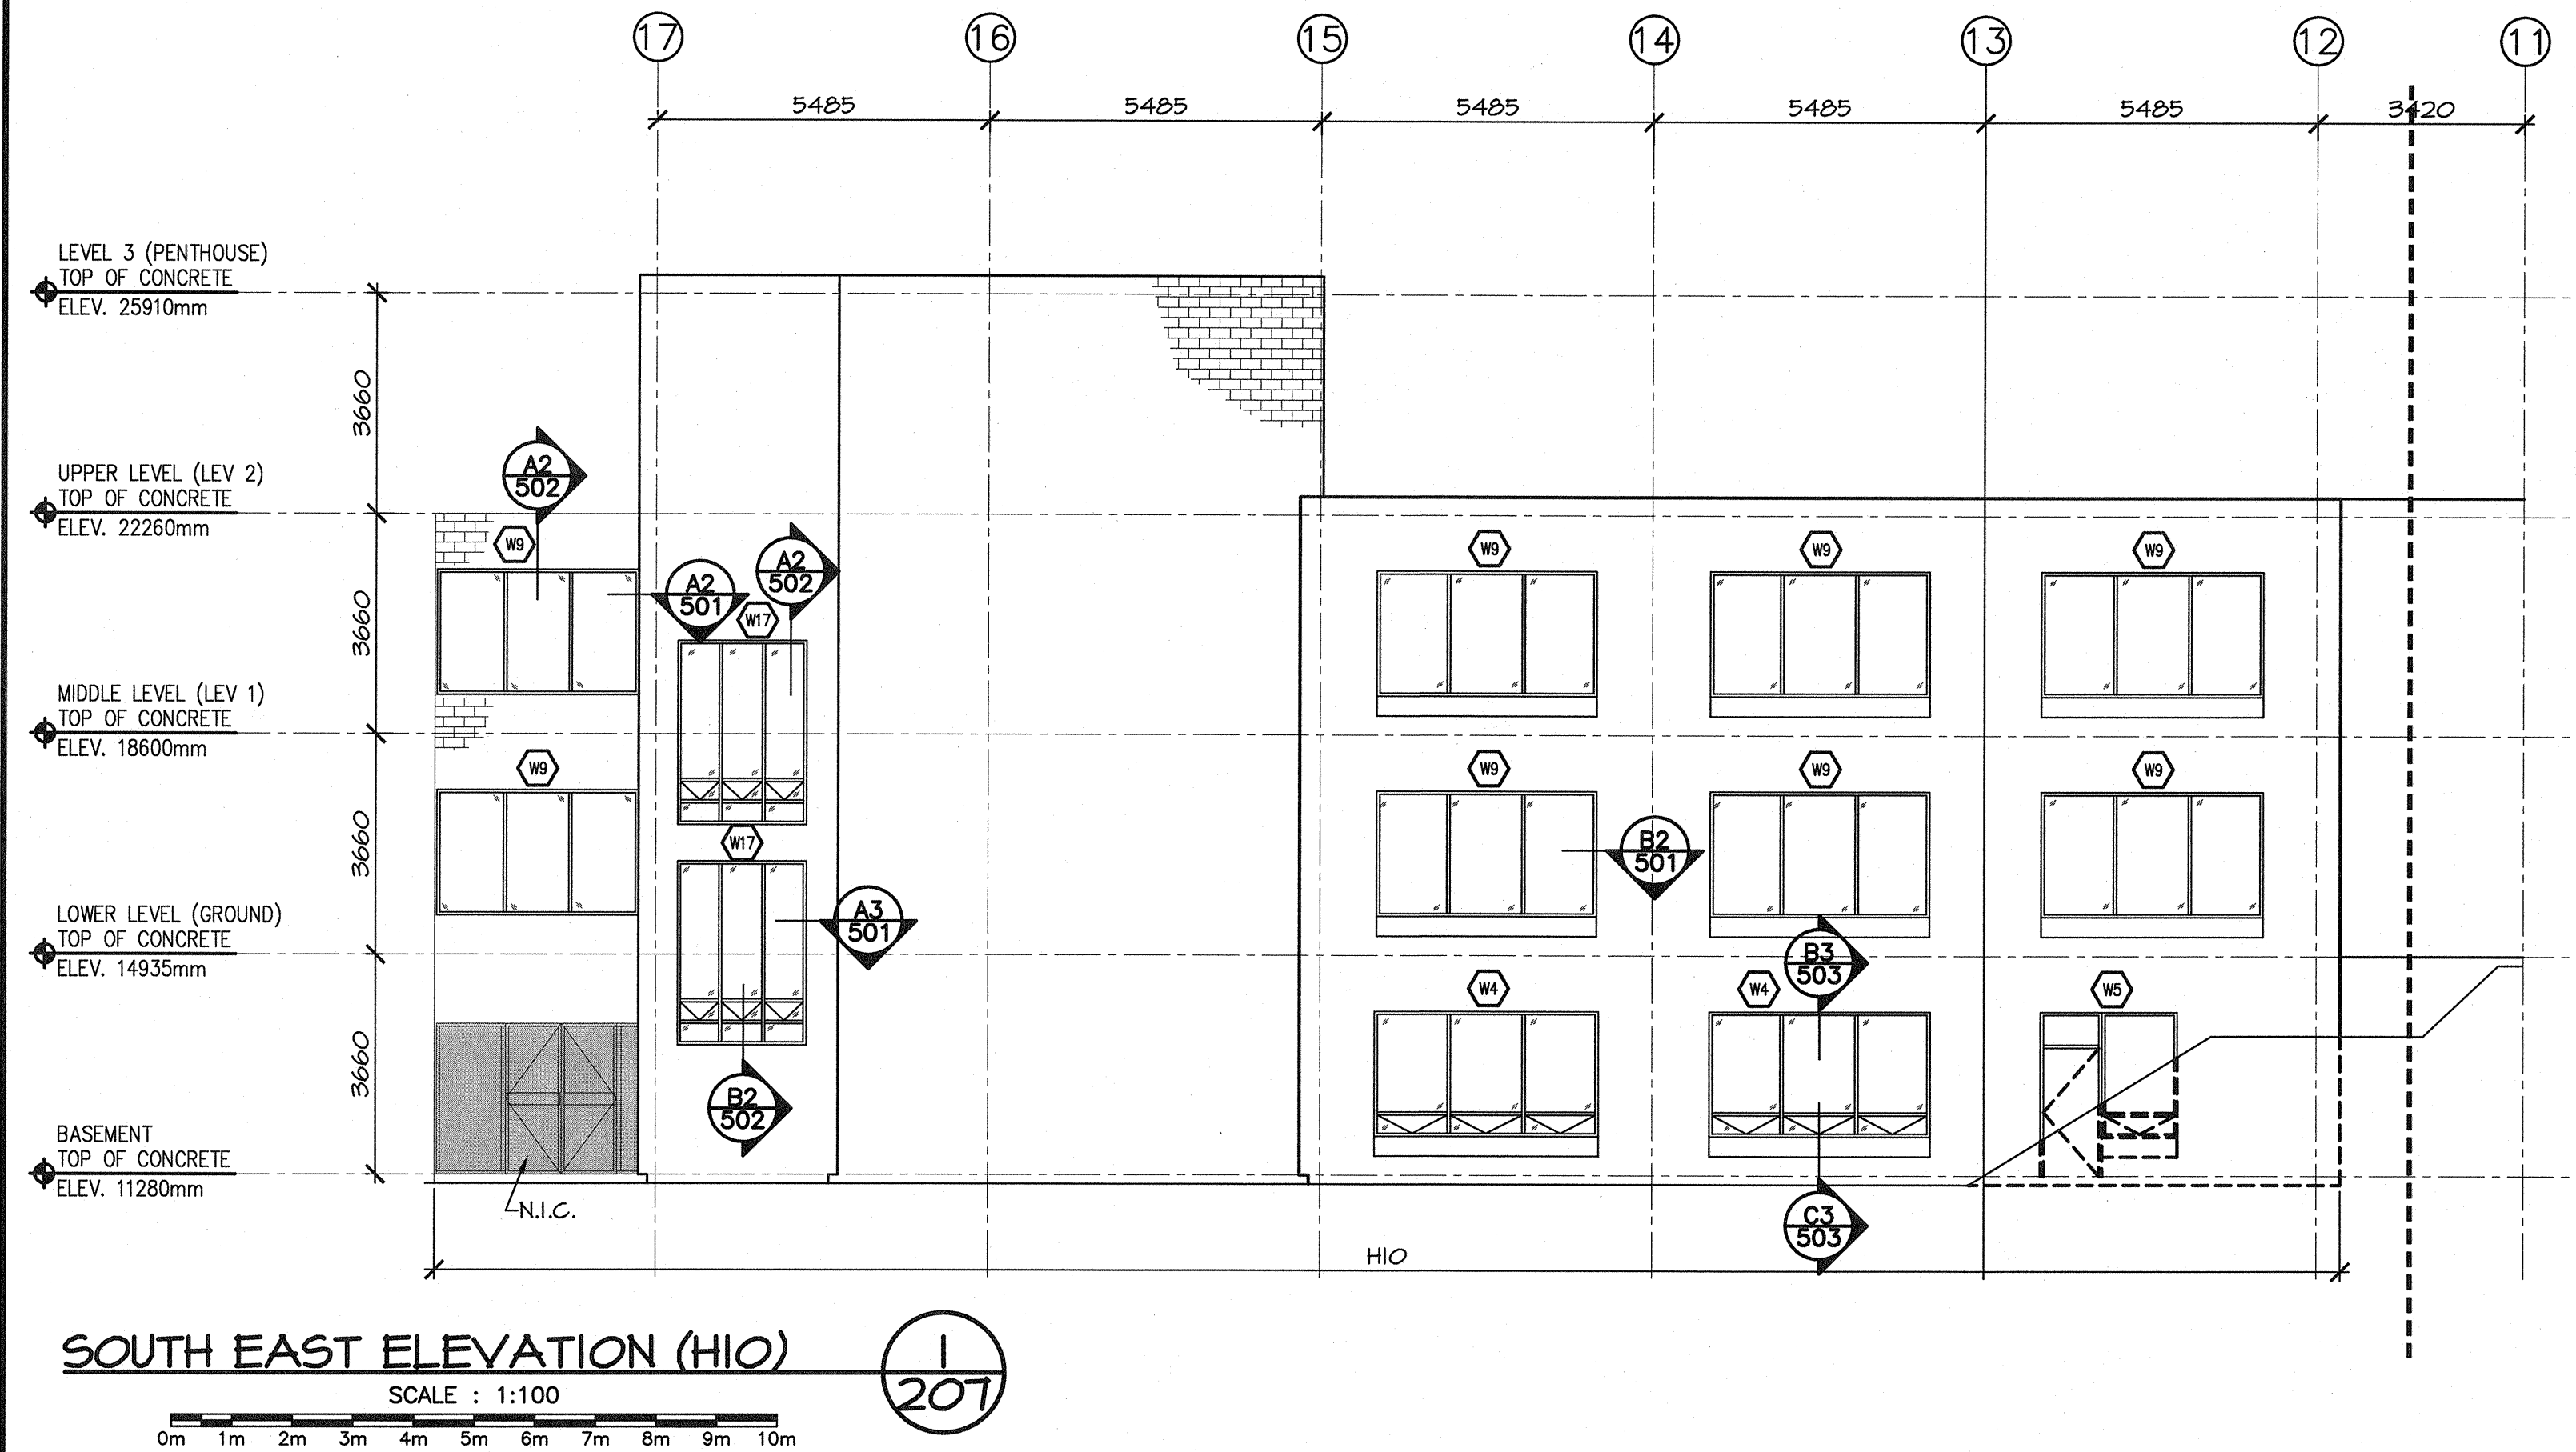 17 16 15 14 13 12 11
5485 5485 5485 5485 5485 3420
LEVEL 3 (PENTHOUSE)
TOP OF CONCRETE
ELEV. 25910mm
3660
UPPER LEVEL (LEV 2)
TOP OF CONCRETE
ELEV. 22260mm
A2
502
W9
W9 W9 W9
A2
502
A2
501
W17
3660
MIDDLE LEVEL (LEV 1)
TOP OF CONCRETE
ELEV. 18600mm
W9
W9 W9 W9
3660
W17
B2
501
LOWER LEVEL (GROUND)
TOP OF CONCRETE
ELEV. 14935mm
A3
501
B3
503
W4 W4 W5
3660
B2
502
BASEMENT
TOP OF CONCRETE
ELEV. 11280mm
N.I.C.
C3
503
H10
SOUTH EAST ELEVATION (H10)
1
207
SCALE : 1:100
0m 1m 2m 3m 4m 5m 6m 7m 8m 9m 10m